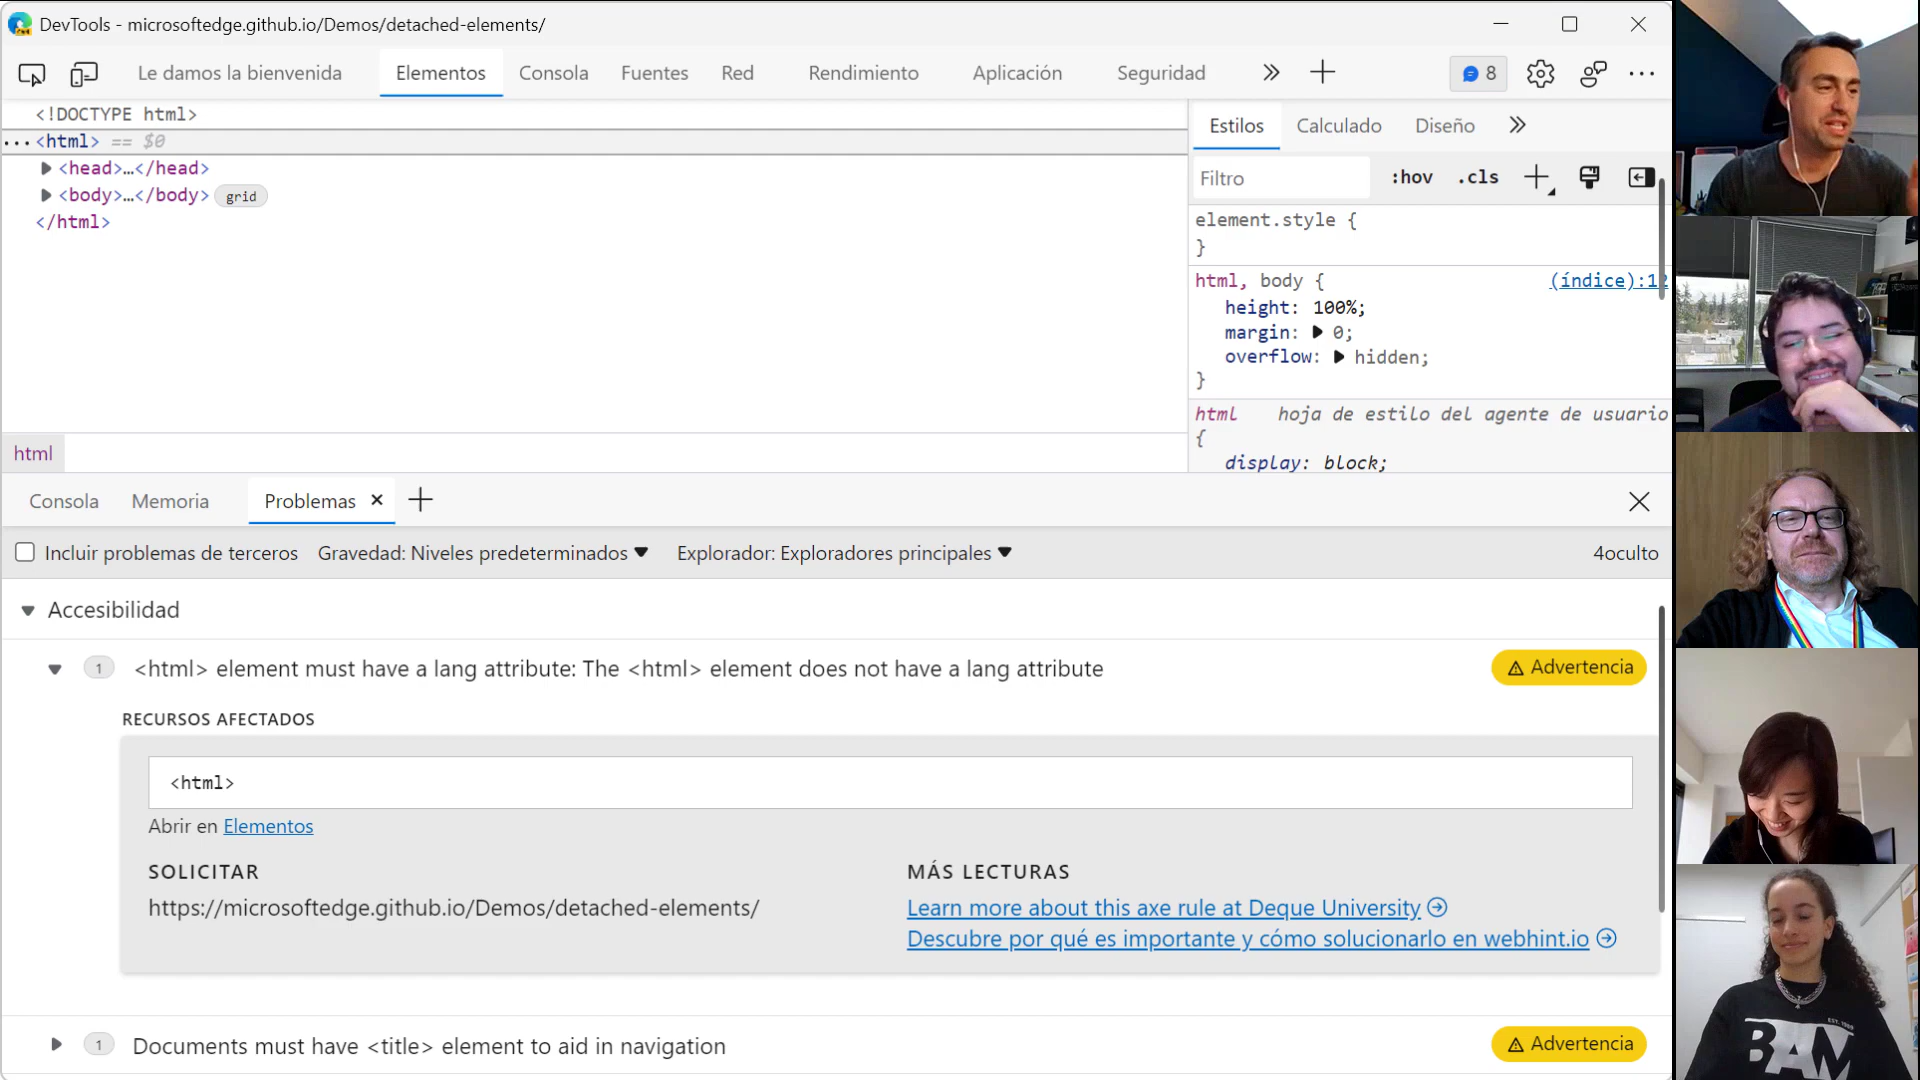 DevTools - microsoftedge.github.io/Demos/detached-elements/
Le damos la bienvenida Elementos Consola Fuentes Red Rendimiento Aplicación Seguridad 8
<!DOCTYPE html>
<html> == $0
<head>…</head>
<body>…</body> grid
</html>
html
Estilos Calculado Diseño
Filtro :hov .cls
element.style {
}
html, body { (índice):12
height: 100%;
margin: 0;
overflow: hidden;
}
html hoja de estilo del agente de usuario
{
display: block;
Consola Memoria Problemas
Incluir problemas de terceros Gravedad: Niveles predeterminados Explorador: Exploradores principales 4oculto
Accesibilidad
1 <html> element must have a lang attribute: The <html> element does not have a lang attribute Advertencia
RECURSOS AFECTADOS
<html>
Abrir en Elementos
SOLICITAR
https://microsoftedge.github.io/Demos/detached-elements/
MÁS LECTURAS
Learn more about this axe rule at Deque University
Descubre por qué es importante y cómo solucionarlo en webhint.io
1 Documents must have <title> element to aid in navigation Advertencia
BAM